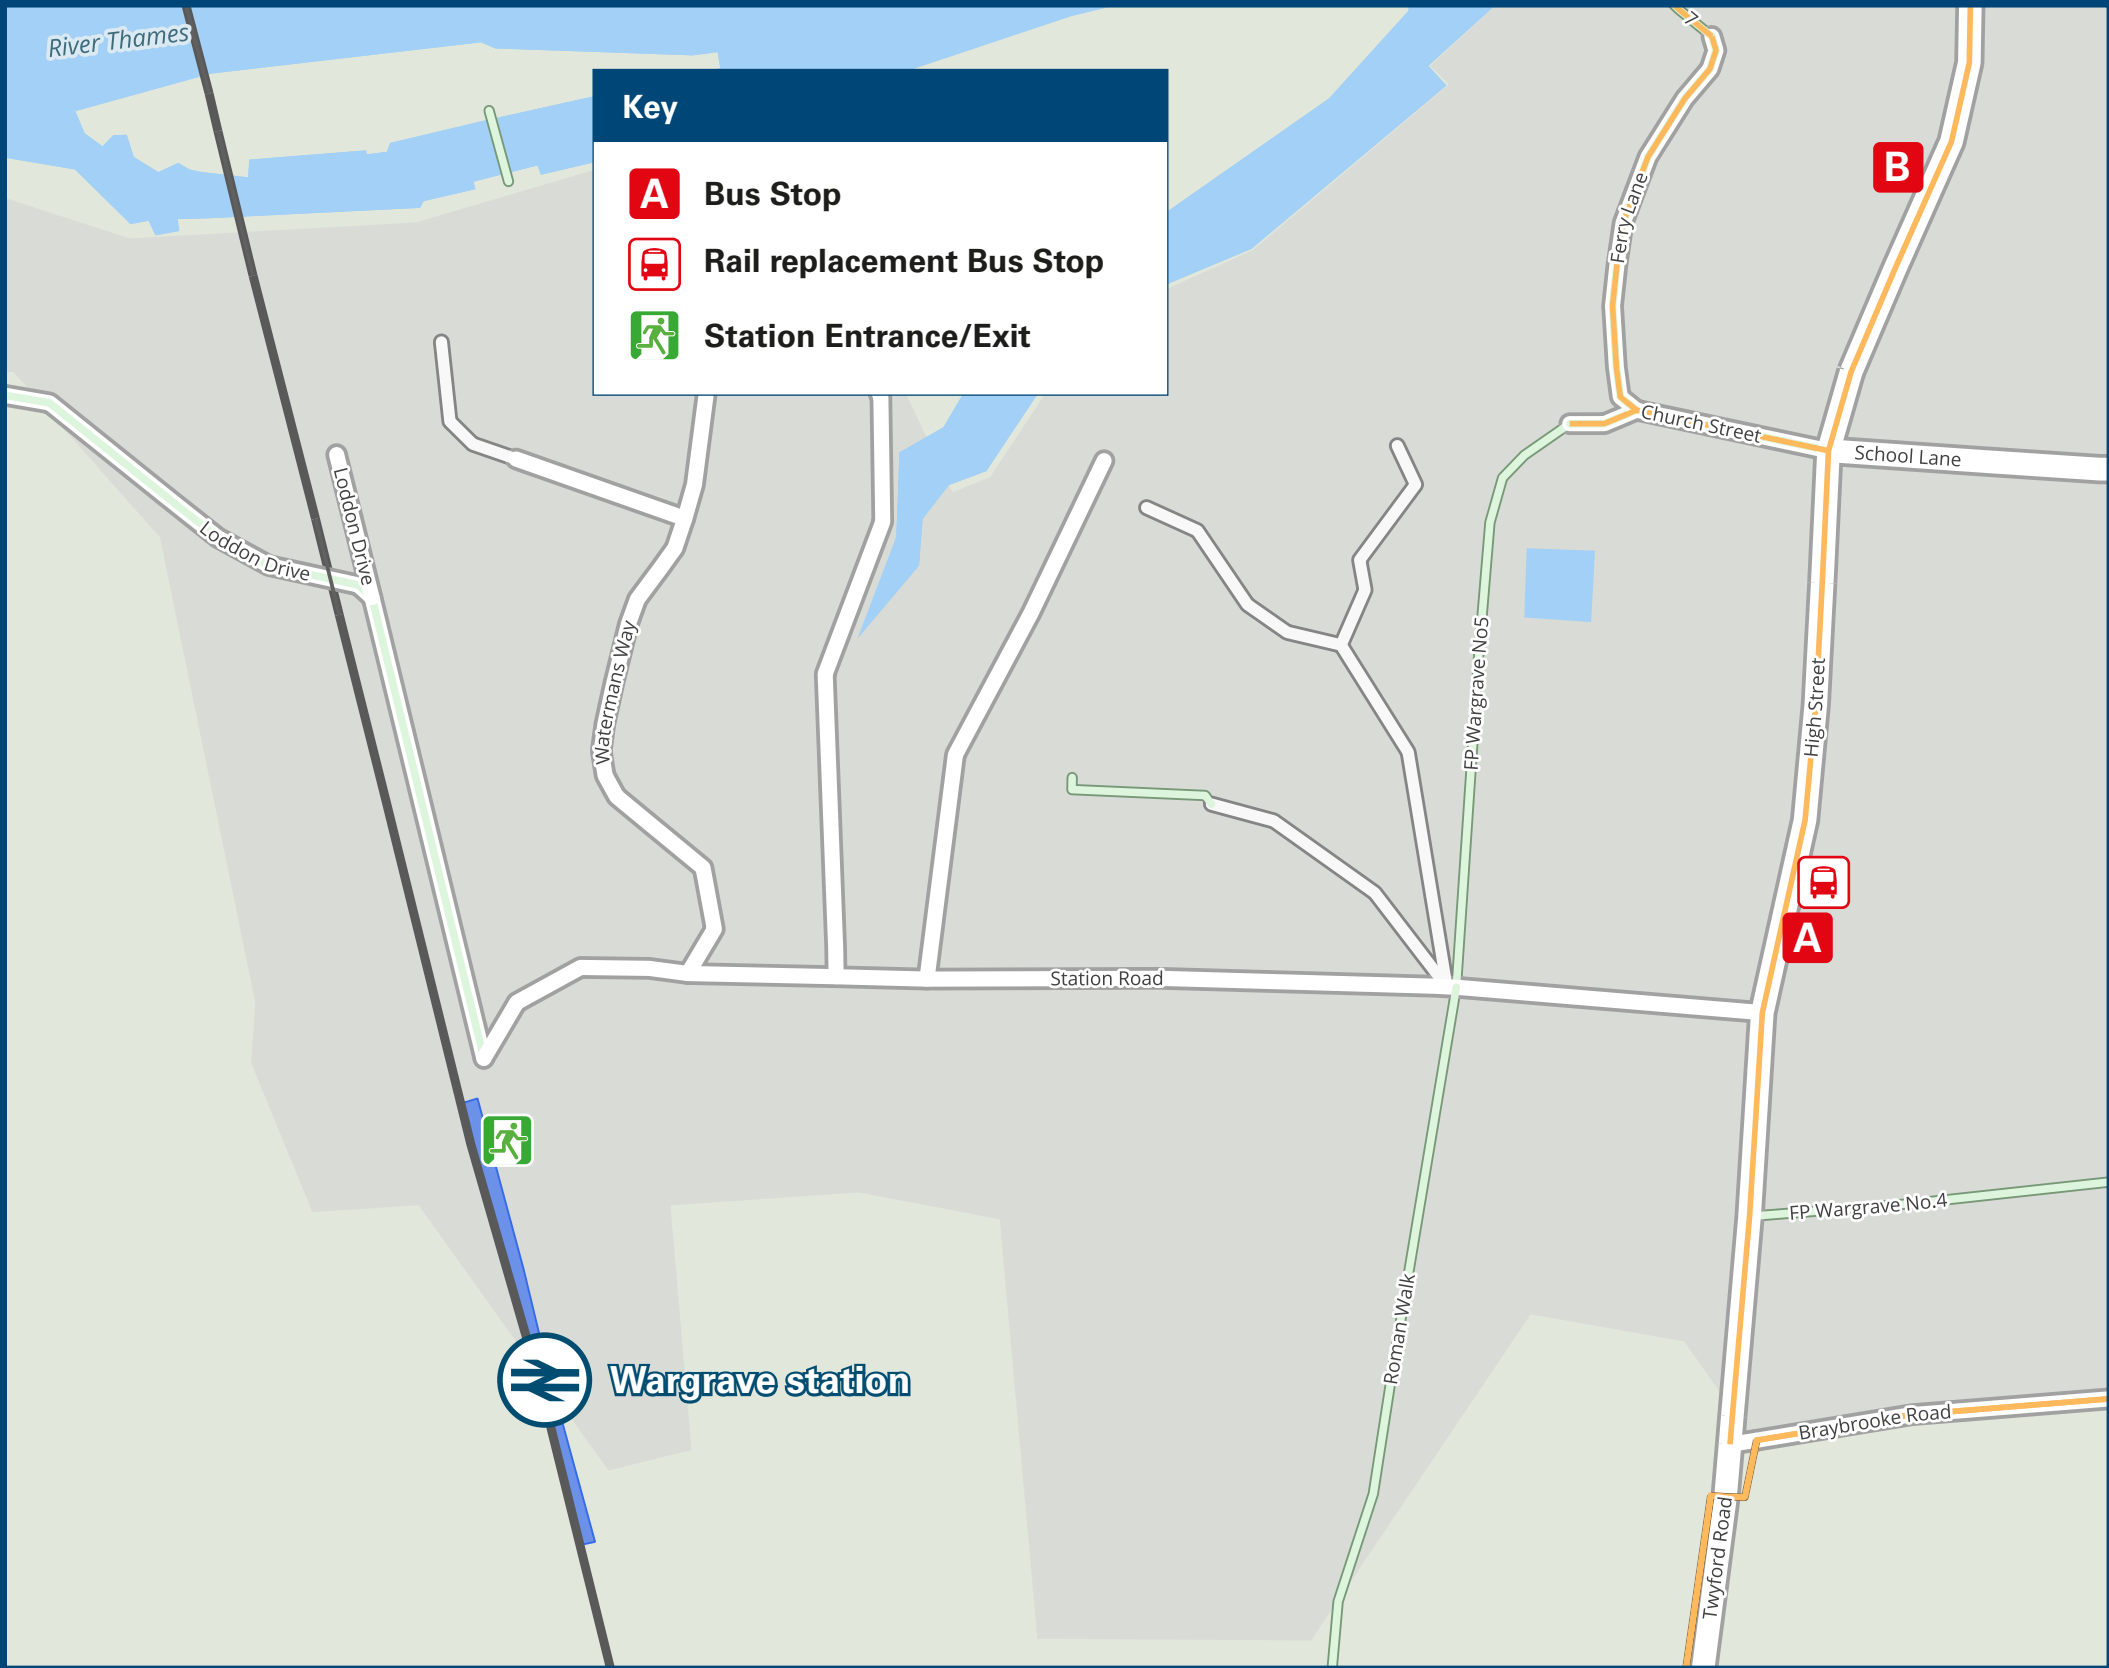 River Thames
Key
A Bus Stop
Rail replacement Bus Stop
Station Entrance/Exit
7
B
Ferry Lane
Church Street
School Lane
Loddon Drive
Loddon Drive
Watermans Way
FP Wargrave No5
High Street
A
Station Road
FP Wargrave No.4
Roman Walk
Wargrave station
Braybrooke Road
Twyford Road